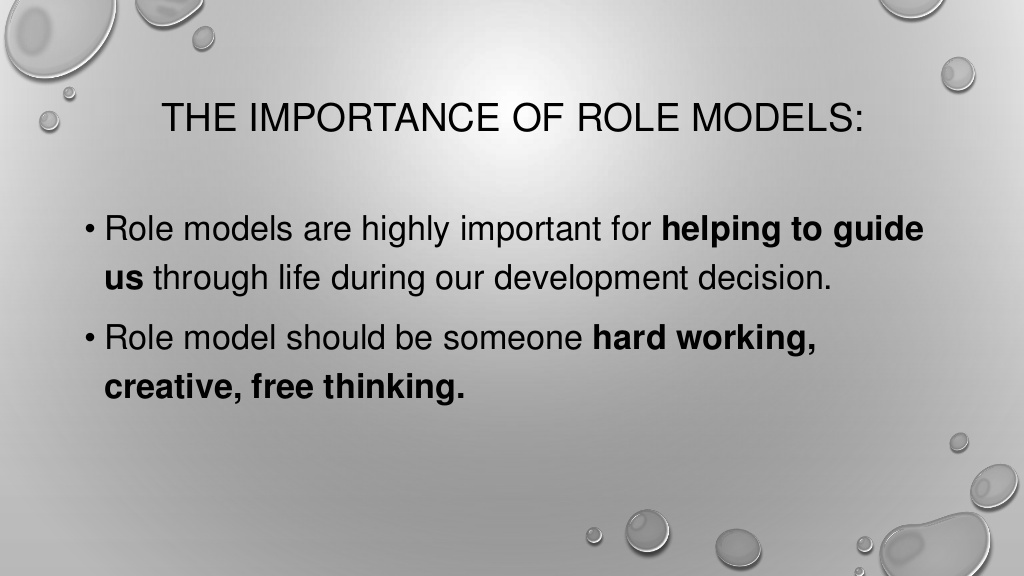 THE IMPORTANCE OF ROLE MODELS:
• Role models are highly important for helping to guide
us through life during our development decision.
• Role model should be someone hard working,
creative, free thinking.